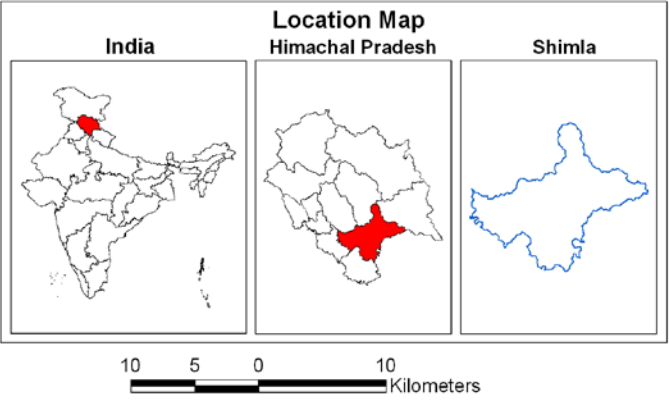 Location Map
India
Himachal Pradesh
Shimla
10 5 0 10
Kilometers